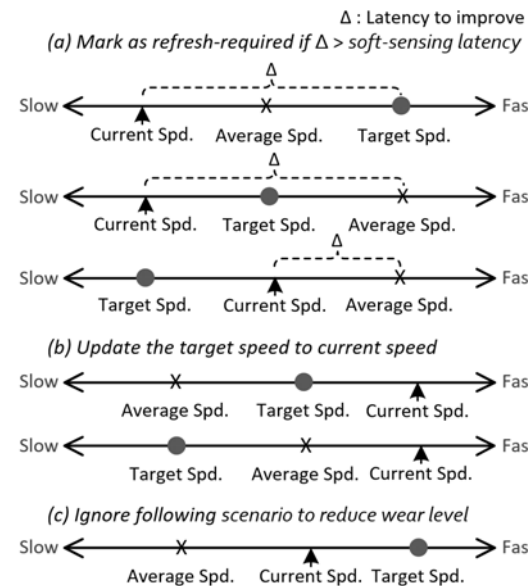 Δ : Latency to improve
(a) Mark as refresh-required if Δ > soft-sensing latency
Δ
Slow Fas
Current Spd. Average Spd. Target Spd.
Δ
Slow Fas
Current Spd. Target Spd. Average Spd.
Δ
Slow Fas
Target Spd. Current Spd. Average Spd.
(b) Update the target speed to current speed
Slow Fas
Average Spd. Target Spd. Current Spd.
Slow Fas
Target Spd. Average Spd. Current Spd.
(c) Ignore following scenario to reduce wear level
Slow Fas
Average Spd. Current Spd. Target Spd.